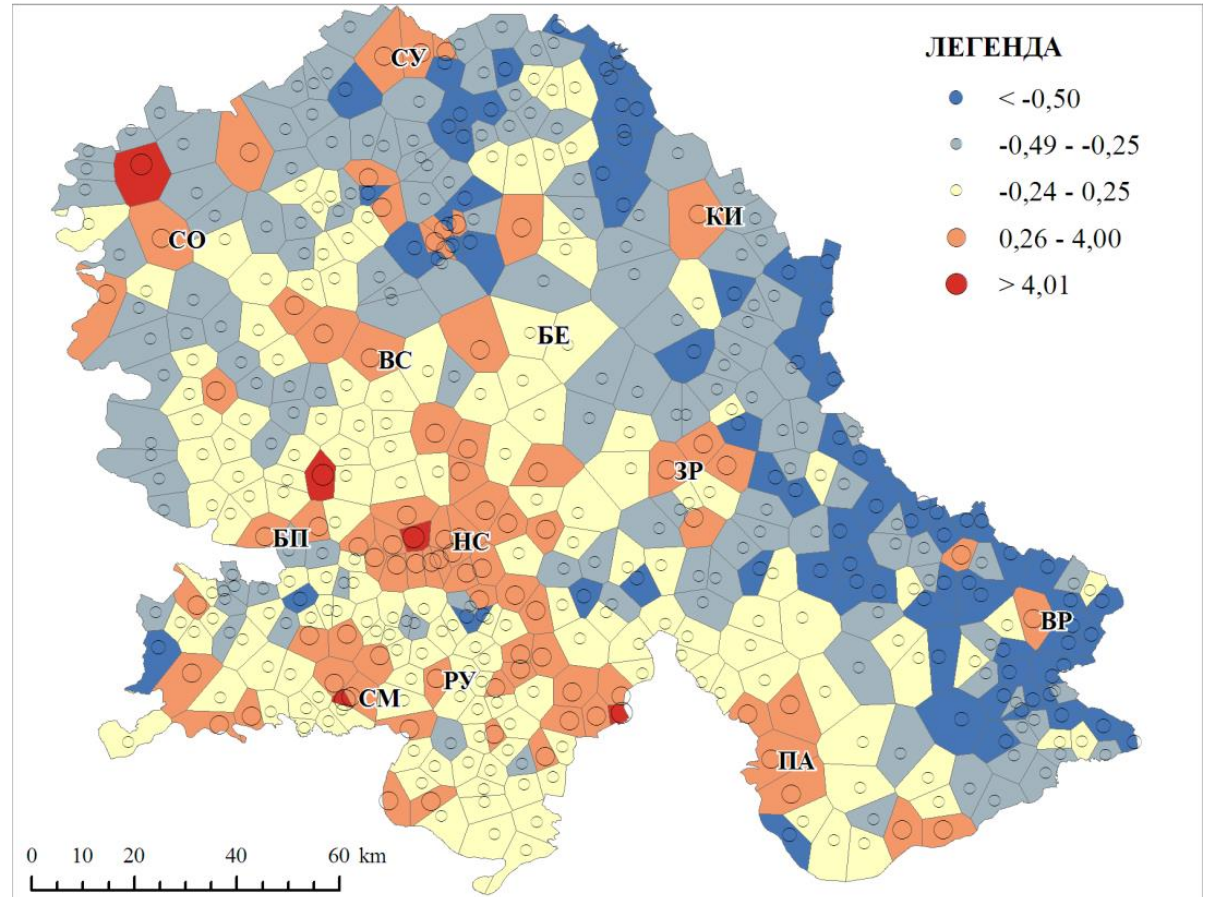 ЛЕГЕНДА
< -0,50
-0,49 - -0,25
-0,24 - 0,25
0,26 - 4,00
> 4,01
СУ
КИ
СО
БЕ
ВС
ЗР
БП
НС
ВР
РУ
СМ
ПА
0 10 20 40 60 km